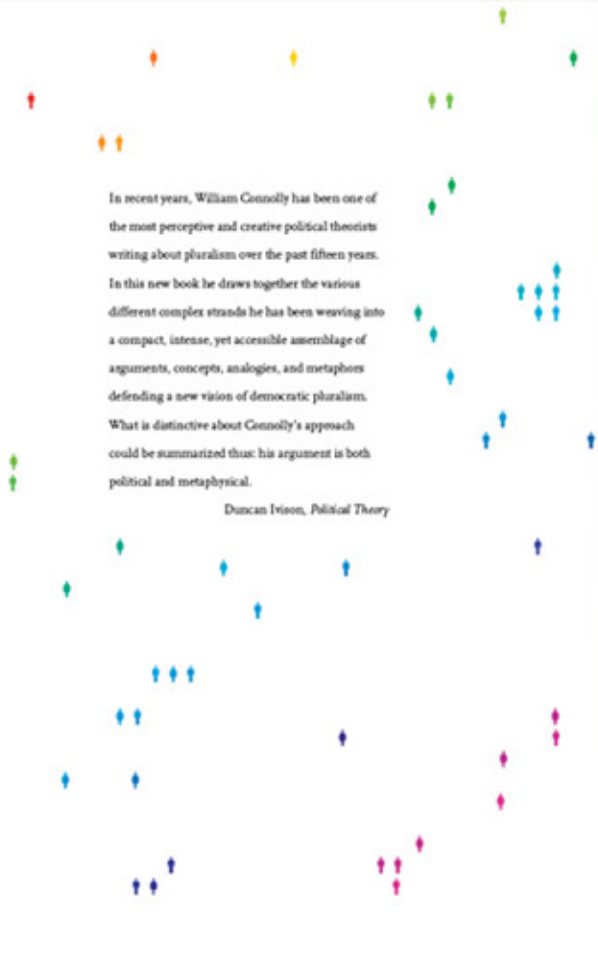 In recent years, William Connolly has been one of
the most perceptive and creative political theorists
writing about pluralism over the past fifteen years.
In this new book he draws together the various
different complex strands he has been weaving into
a compact, intense, yet accessible assemblage of
arguments, concepts, analogies, and metaphors
defending a new vision of democratic pluralism.
What is distinctive about Connolly's approach
could be summarized thus: his argument is both
political and metaphysical.
Duncan Ivison, Political Theory